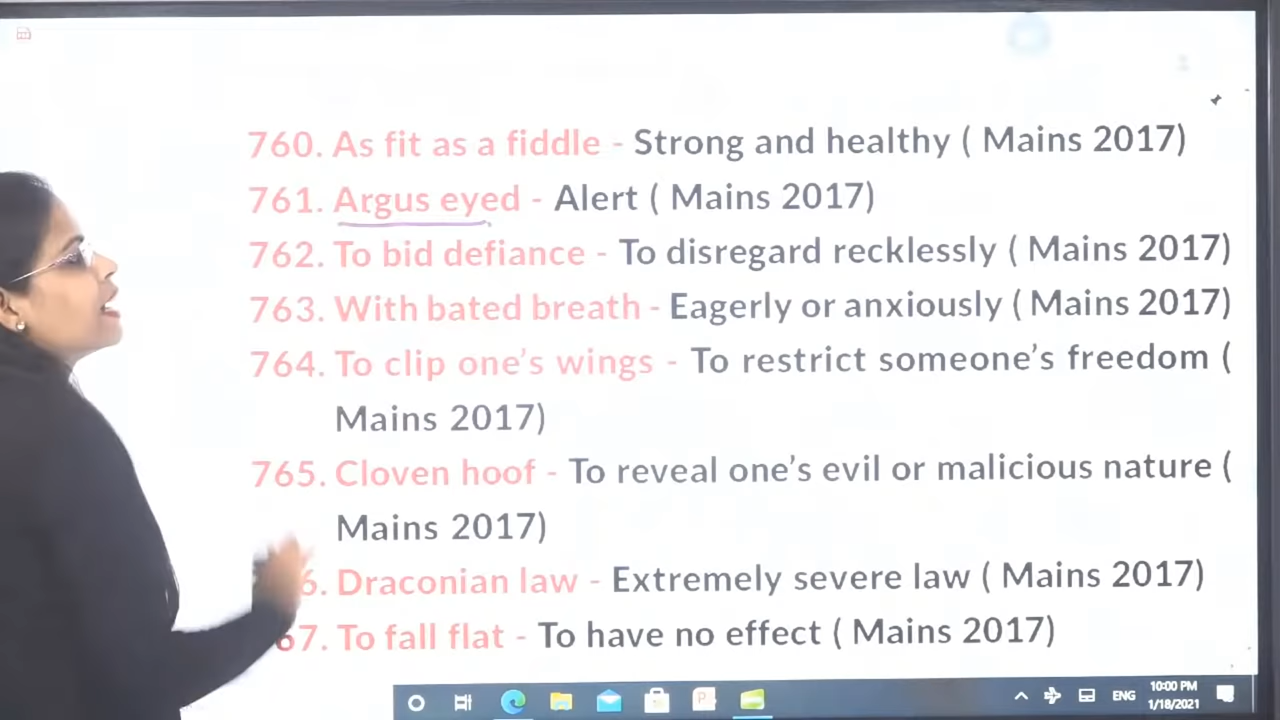 760. As fit as a fiddle - Strong and healthy ( Mains 2017)
761. Argus eyed - Alert ( Mains 2017)
762. To bid defiance - To disregard recklessly ( Mains 2017)
763. With bated breath - Eagerly or anxiously ( Mains 2017)
764. To clip one's wings - To restrict someone's freedom (
Mains 2017)
765. Cloven hoof - To reveal one's evil or malicious nature (
Mains 2017)
6. Draconian law - Extremely severe law ( Mains 2017)
67. To fall flat - To have no effect ( Mains 2017)
ENG
10:00 PM
1/18/2021